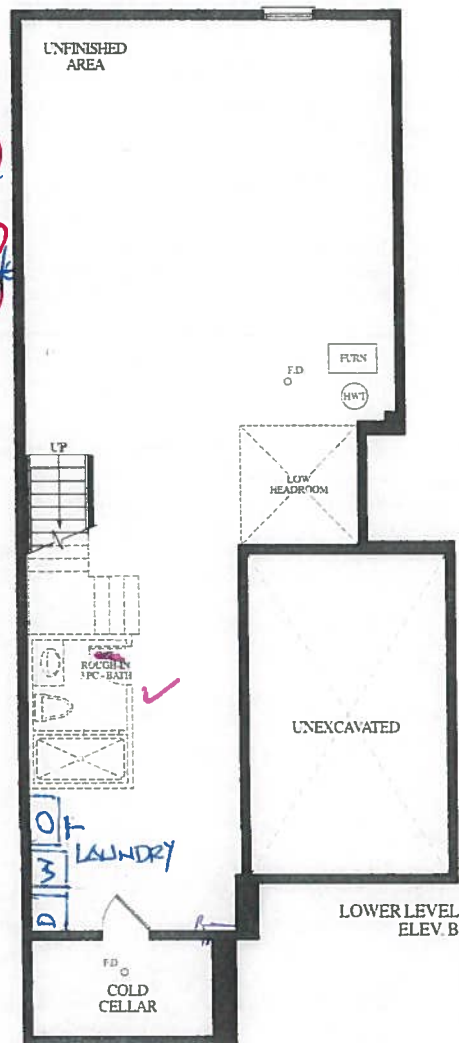 UNFINISHED
AREA
F.D.
FURN
HWT
UP
LOW
HEADROOM
ROUGH-IN
3 PC - BATH
UNEXCAVATED
T
LAUNDRY
W
D
LOWER LEVEL
ELEV. B
F.D.
COLD
CELLAR